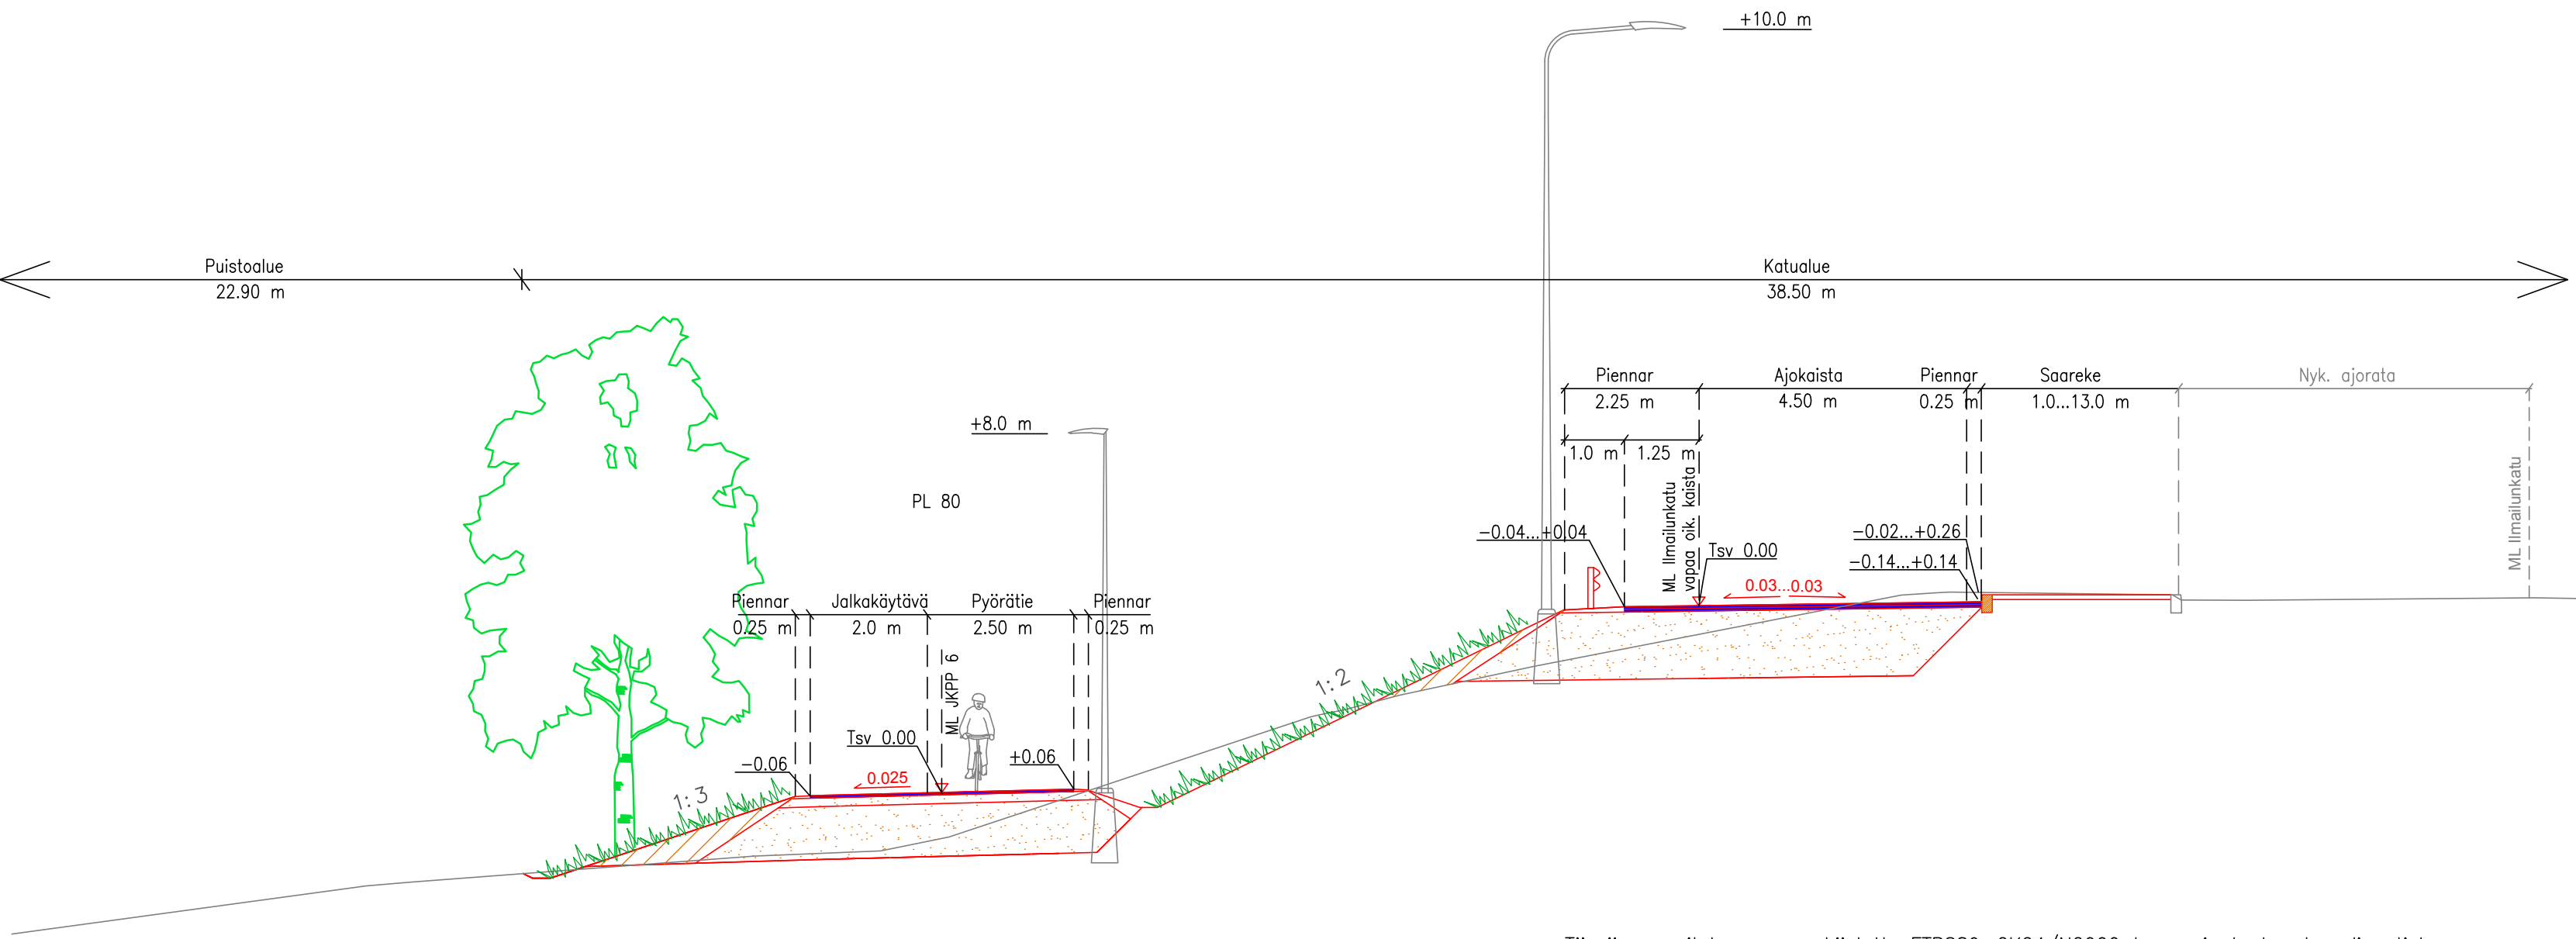 +10.0 m
Puistoalue
22.90 m
Katualue
38.50 m
Piennar
2.25 m
Ajokaista
4.50 m
Piennar
0.25 m
Saareke
1.0...13.0 m
Nyk. ajorata
1.0 m
1.25 m
+8.0 m
PL 80
ML Ilmailunkatu
vapaa oik. kaista
ML Ilmailunkatu
-0.04...+0.04
Tsv 0.00
-0.02...+0.26
-0.14...+0.14
0.03...0.03
Piennar
0.25 m
Jalkakäytävä
2.0 m
Pyörätie
2.50 m
Piennar
0.25 m
ML JKPP 6
1:2
Tsv 0.00
-0.06
+0.06
0.025
1:3